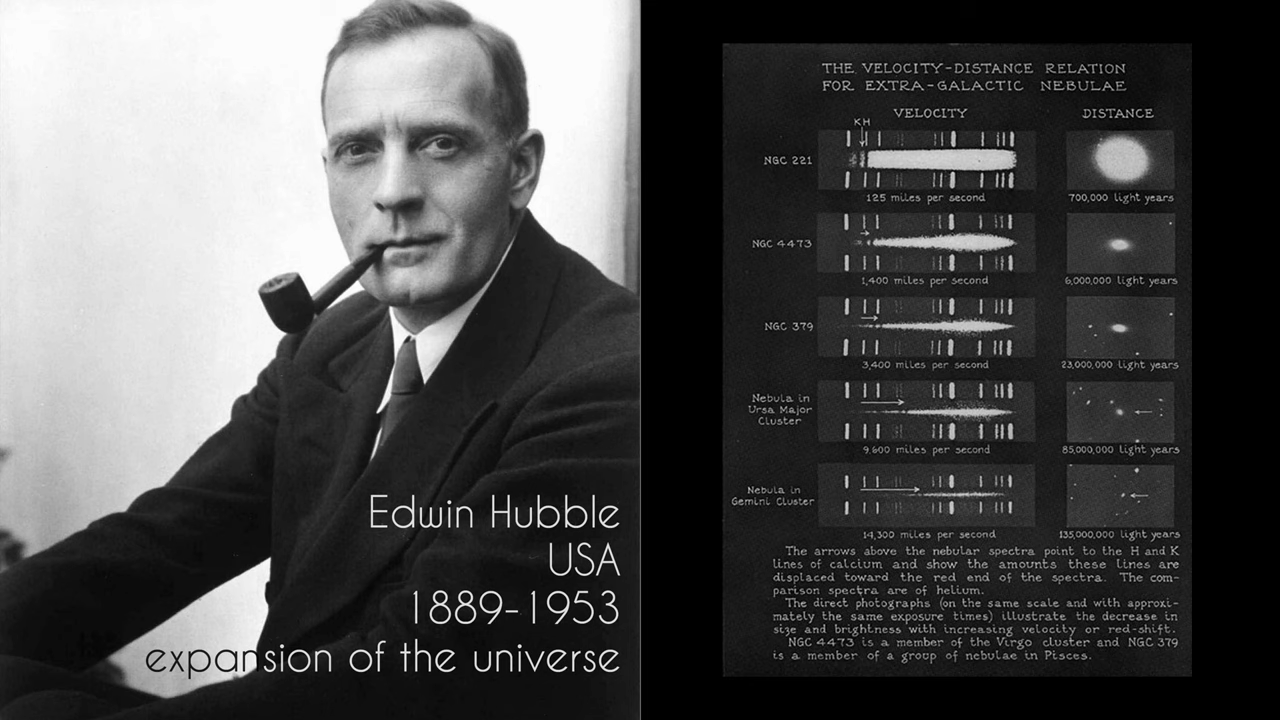 Edwin Hubble
USA
1889-1953
expansion of the universe
THE VELOCITY-DISTANCE RELATION
FOR EXTRA-GALACTIC NEBULAE
VELOCITY
DISTANCE
KH
NGC 221
125 miles per second
700,000 light years
NGC 4473
1,400 miles per second
6,000,000 light years
NGC 379
3,400 miles per second
23,000,000 light years
Nebula in
Ursa Major
Cluster
9,600 miles per second
85,000,000 light years
Nebula in
Gemini Cluster
14,300 miles per second
135,000,000 light years
The arrows above the nebular spectra point to the H and K
lines of calcium and show the amounts these lines are
displaced toward the red end of the spectra. The com-
parison spectra are of helium.
The direct photographs (on the same scale and with approxi-
mately the same exposure times) illustrate the decrease in
size and brightness with increasing velocity or red-shift.
NGC 4473 is a member of the Virgo cluster and NGC 379
is a member of a group of nebulae in Pisces.